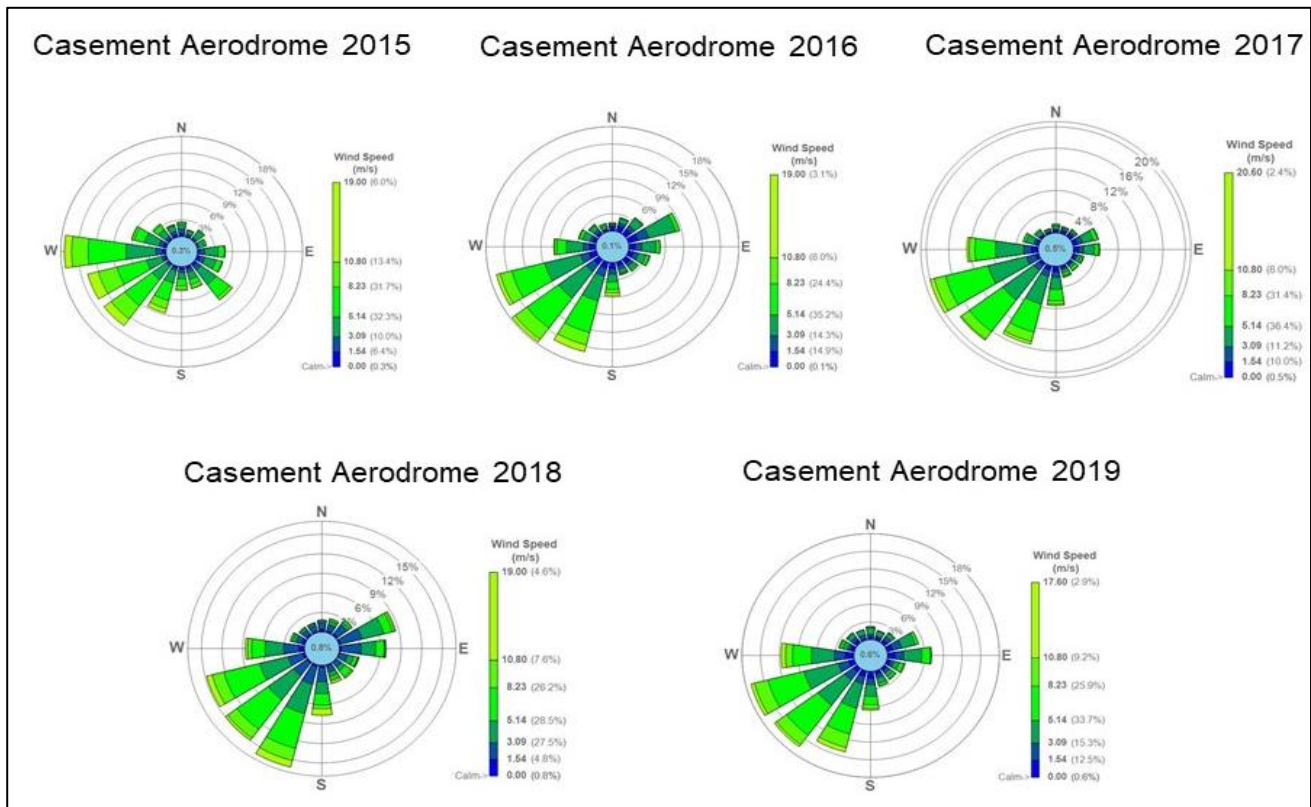 Casement Aerodrome 2015
N
18%
15%
12%
9%
6%
3%
W
0.3%
E
S
Wind Speed
(m/s)
19.00 (6.0%)
10.80 (13.4%)
8.23 (31.7%)
5.14 (32.3%)
3.09 (10.0%)
1.54 (6.4%)
Calm-> 0.00 (0.3%)
Casement Aerodrome 2016
N
18%
15%
12%
9%
6%
W
0.1%
E
S
Wind Speed
(m/s)
19.00 (3.1%)
10.80 (8.0%)
8.23 (24.4%)
5.14 (35.2%)
3.09 (14.3%)
1.54 (14.9%)
Calm-> 0.00 (0.1%)
Casement Aerodrome 2017
N
20%
16%
12%
8%
4%
W
0.5%
E
S
Wind Speed
(m/s)
20.60 (2.4%)
10.80 (8.0%)
8.23 (31.4%)
5.14 (36.4%)
3.09 (11.2%)
1.54 (10.0%)
Calm-> 0.00 (0.5%)
Casement Aerodrome 2018
N
15%
12%
9%
6%
W
0.8%
E
S
Wind Speed
(m/s)
19.00 (4.6%)
10.80 (7.6%)
8.23 (26.2%)
5.14 (28.5%)
3.09 (27.5%)
1.54 (4.8%)
Calm-> 0.00 (0.8%)
Casement Aerodrome 2019
N
18%
15%
12%
9%
6%
3%
W
0.6%
E
S
Wind Speed
(m/s)
17.60 (2.9%)
10.80 (9.2%)
8.23 (25.9%)
5.14 (33.7%)
3.09 (15.3%)
1.54 (12.5%)
Calm-> 0.00 (0.6%)